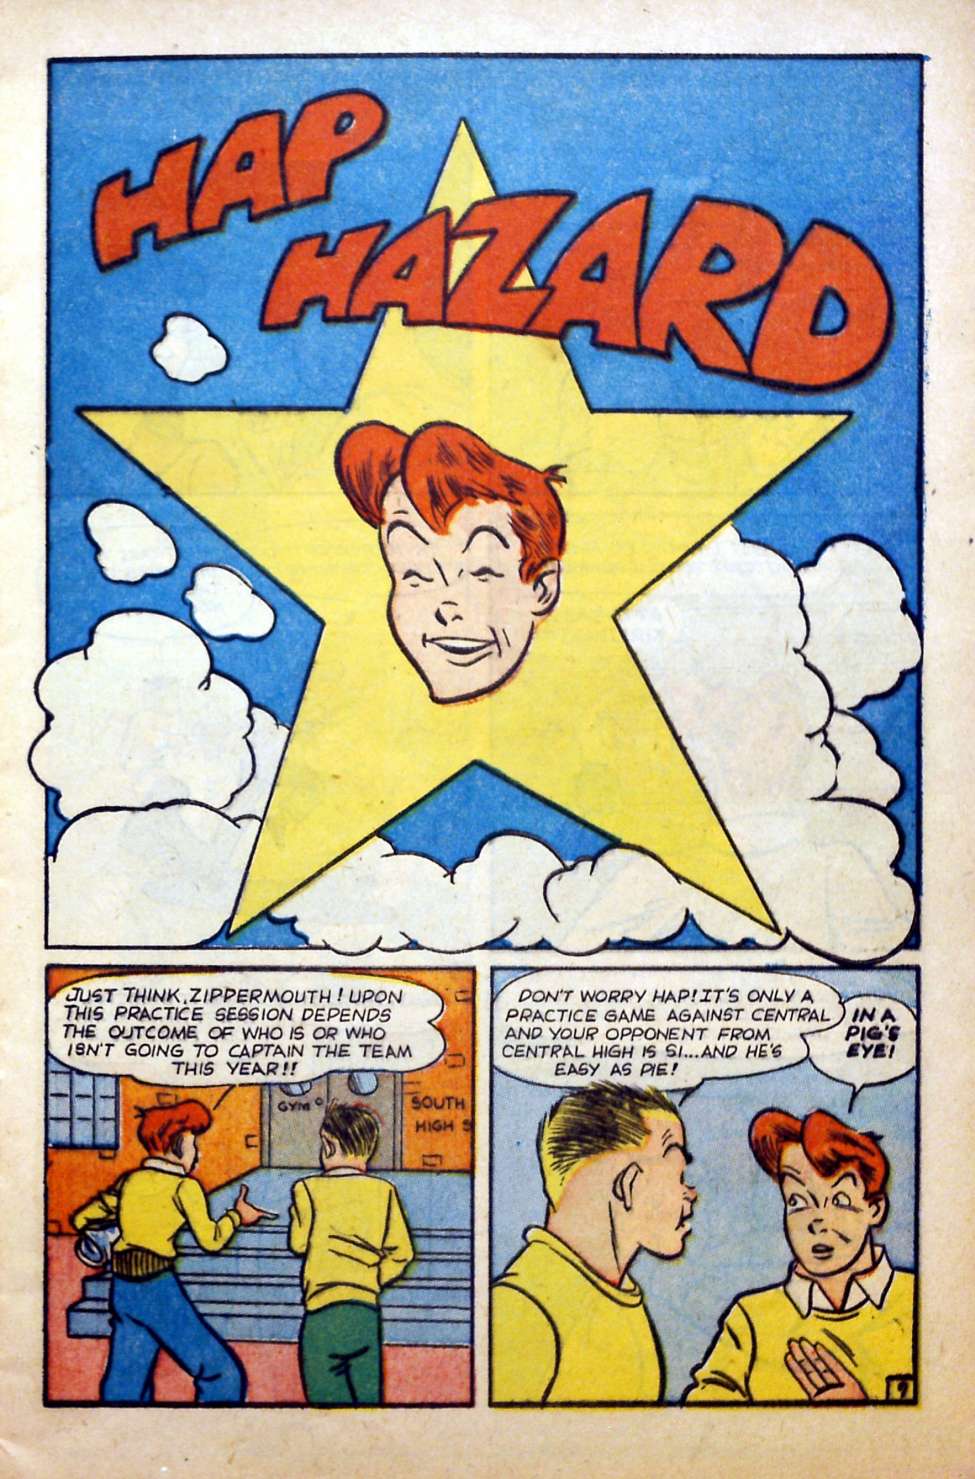 HAP
HAZARD
JUST THINK, ZIPPERMOUTH! UPON
THIS PRACTICE SESSION DEPENDS
THE OUTCOME OF WHO IS OR WHO
ISN'T GOING TO CAPTAIN THE TEAM
THIS YEAR!!
GYM
SOUTH
HIGH S
DON'T WORRY HAP! IT'S ONLY A
PRACTICE GAME AGAINST CENTRAL
AND YOUR OPPONENT FROM
CENTRAL HIGH IS SI...AND HE'S
EASY AS PIE!
IN A
PIG'S
EYE!
9